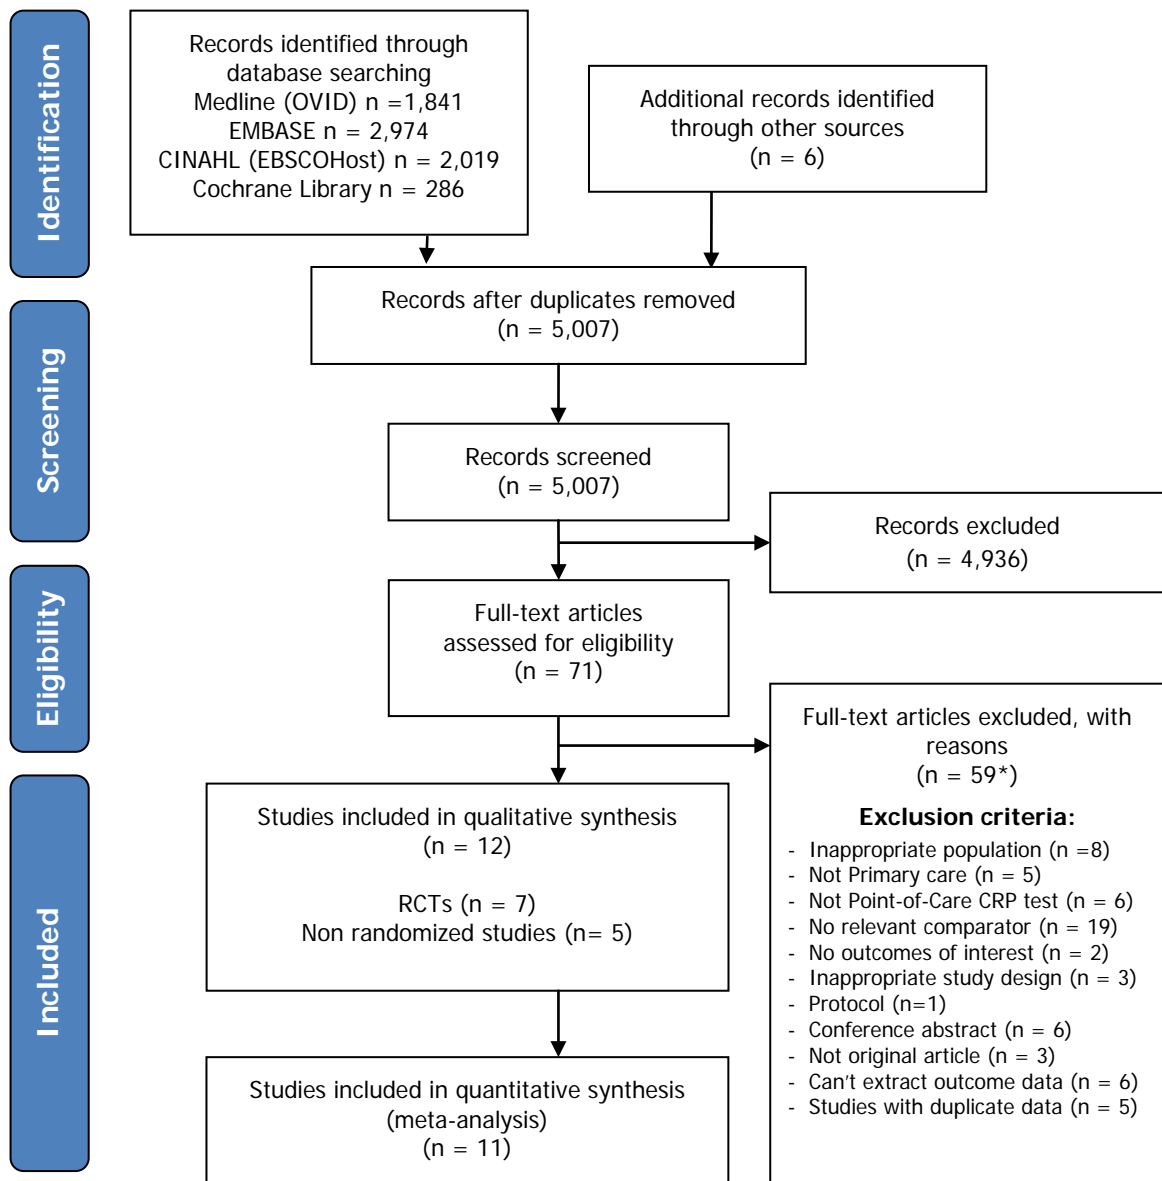 Identification
Records identified through
database searching
Medline (OVID) n =1,841
EMBASE n = 2,974
CINAHL (EBSCOHost) n = 2,019
Cochrane Library n = 286
Additional records identified
through other sources
(n = 6)
Records after duplicates removed
(n = 5,007)
Screening
Records screened
(n = 5,007)
Records excluded
(n = 4,936)
Eligibility
Full-text articles
assessed for eligibility
(n = 71)
Full-text articles excluded, with
reasons
(n = 59*)
Exclusion criteria:
- Inappropriate population (n =8)
- Not Primary care (n = 5)
- Not Point-of-Care CRP test (n = 6)
- No relevant comparator (n = 19)
- No outcomes of interest (n = 2)
- Inappropriate study design (n = 3)
- Protocol (n=1)
- Conference abstract (n = 6)
- Not original article (n = 3)
- Can't extract outcome data (n = 6)
- Studies with duplicate data (n = 5)
Included
Studies included in qualitative synthesis
(n = 12)
RCTs (n = 7)
Non randomized studies (n= 5)
Studies included in quantitative synthesis
(meta-analysis)
(n = 11)